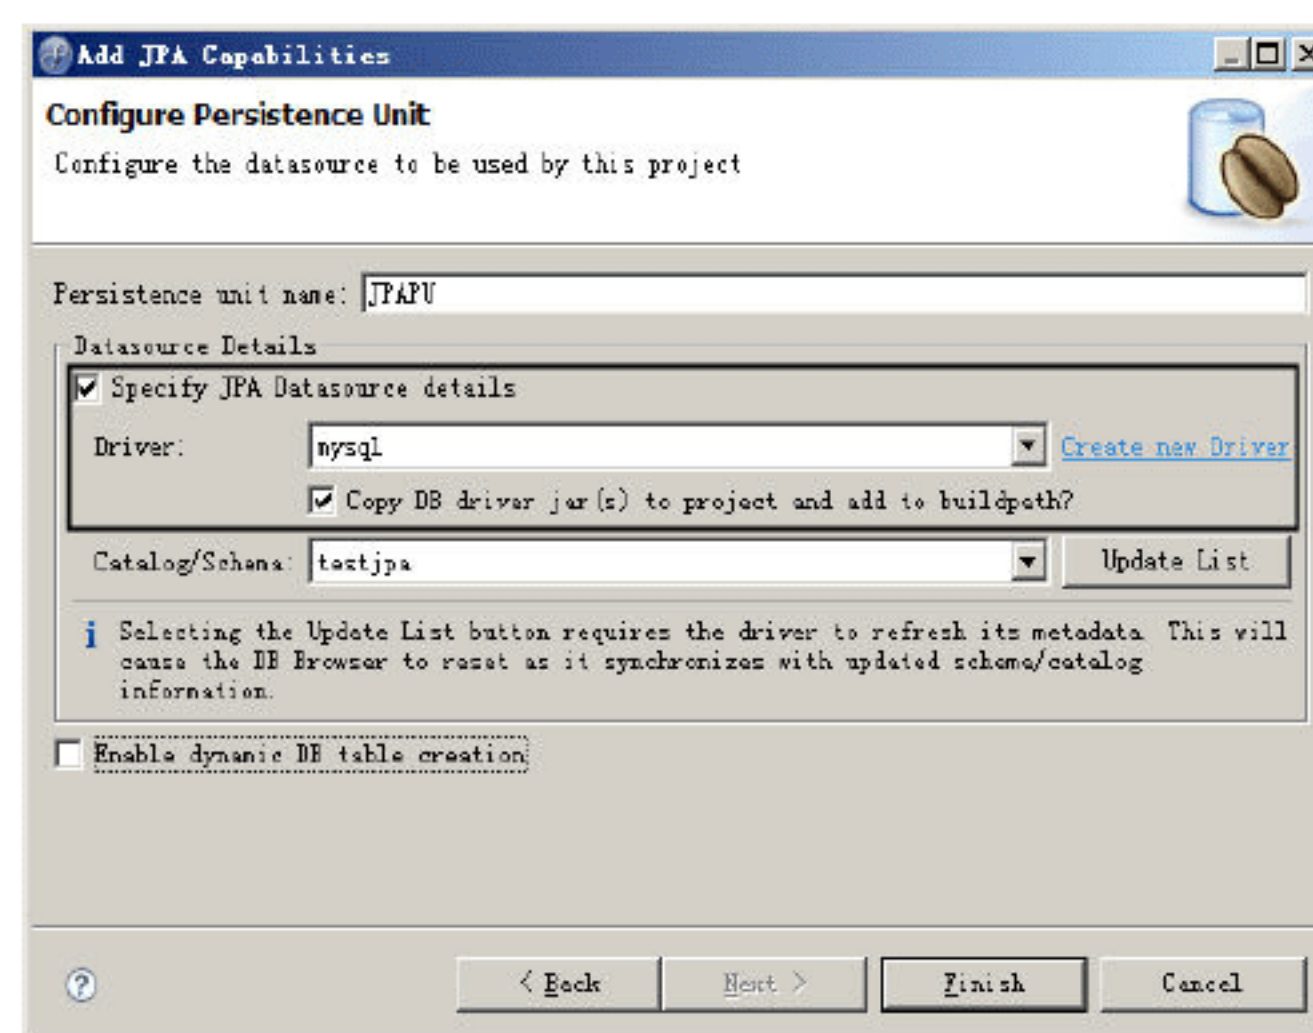 Add JPA Capabilities
Configure Persistence Unit
Configure the datasource to be used by this project
Persistence unit name: JPAPU
Datasource Details
Specify JPA Datasource details
Driver: mysql Create new Driver
Copy DB driver jar(s) to project and add to buildpath?
Catalog/Schema: testjpa Update List
i Selecting the Update List button requires the driver to refresh its metadata. This will
cause the DB Browser to reset as it synchronizes with updated schema/catalog
information.
Enable dynamic DB table creation
? < Back Next > Finish Cancel